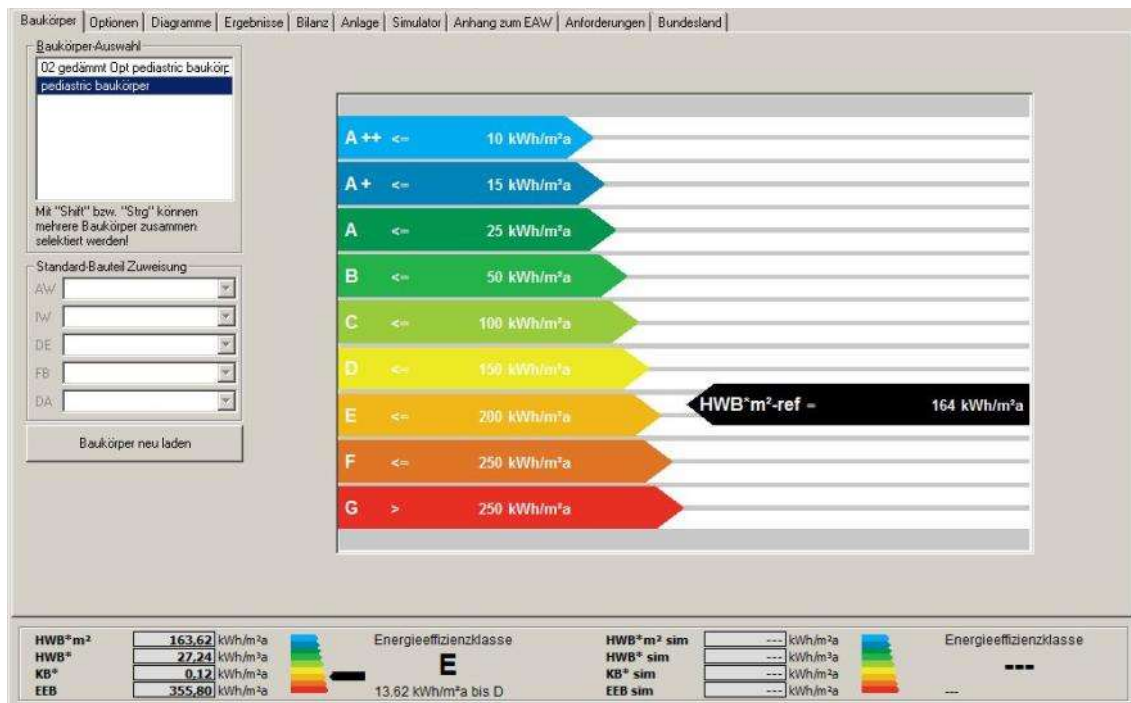 Baukörper Optionen Diagramme Ergebnisse Bilanz Anlage Simulator Anhang zum EAW Anforderungen Bundesland
Baukörper-Auswahl
02 gedämmt Opt pediastric baukörp
pediastric baukörper
Mit "Shift" bzw. "Strg" können
mehrere Baukörper zusammen
selektiert werden!
Standard-Bauteil Zuweisung
AW
IW
DE
FB
DA
Baukörper neu laden
A ++ <= 10 kWh/m²a
A + <= 15 kWh/m²a
A <= 25 kWh/m²a
B <= 50 kWh/m²a
C <= 100 kWh/m²a
D <= 150 kWh/m²a
E <= 200 kWh/m²a
F <= 250 kWh/m²a
G > 250 kWh/m²a
HWB*m²-ref = 164 kWh/m²a
HWB*m² 163,62 kWh/m²a
HWB* 27,24 kWh/m³a
KB* 0,12 kWh/m³a
EEB 355,80 kWh/m²a
Energieeffizienzklasse
E
13.62 kWh/m²a bis D
HWB*m² sim --- kWh/m²a
HWB* sim --- kWh/m³a
KB* sim --- kWh/m³a
EEB sim --- kWh/m²a
Energieeffizienzklasse
---
---